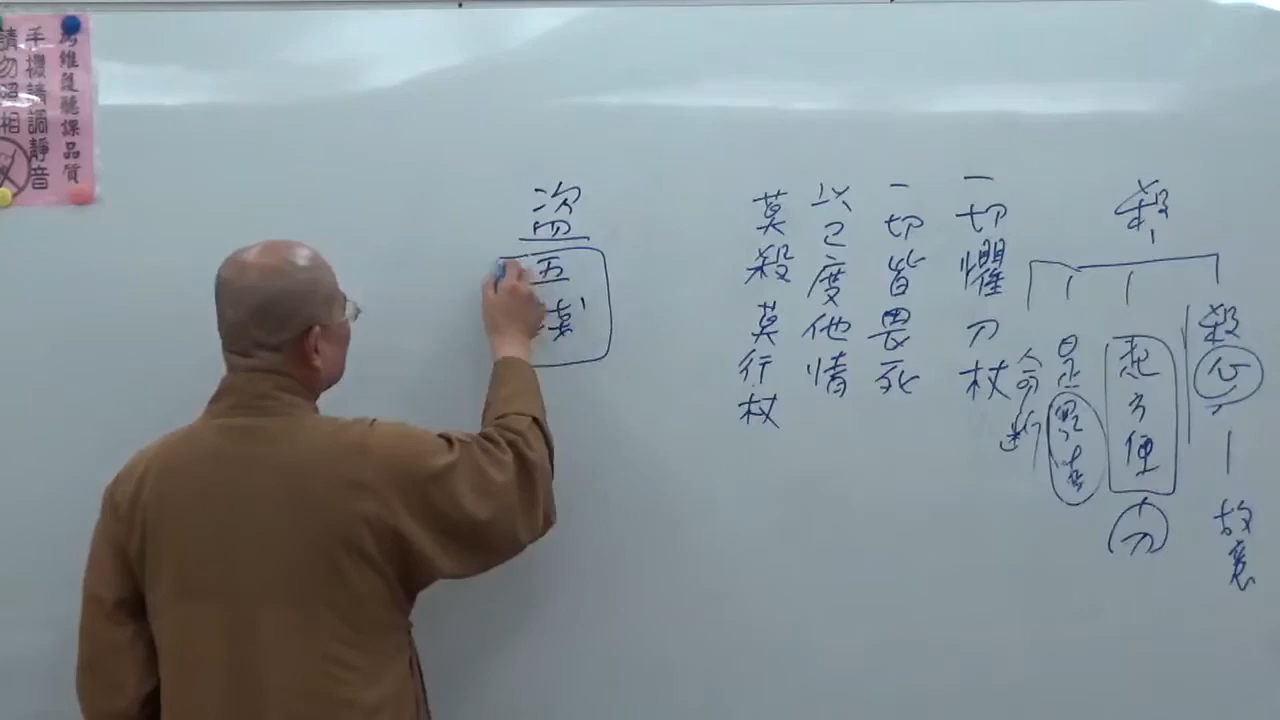 殺
殺心
故意
起方便
是眾生
命斷
一切懼刀杖
一切皆畏死
以己度他情
莫殺莫行杖
盜
五錢
為維護聽課品質
手機請調靜音
請勿照相